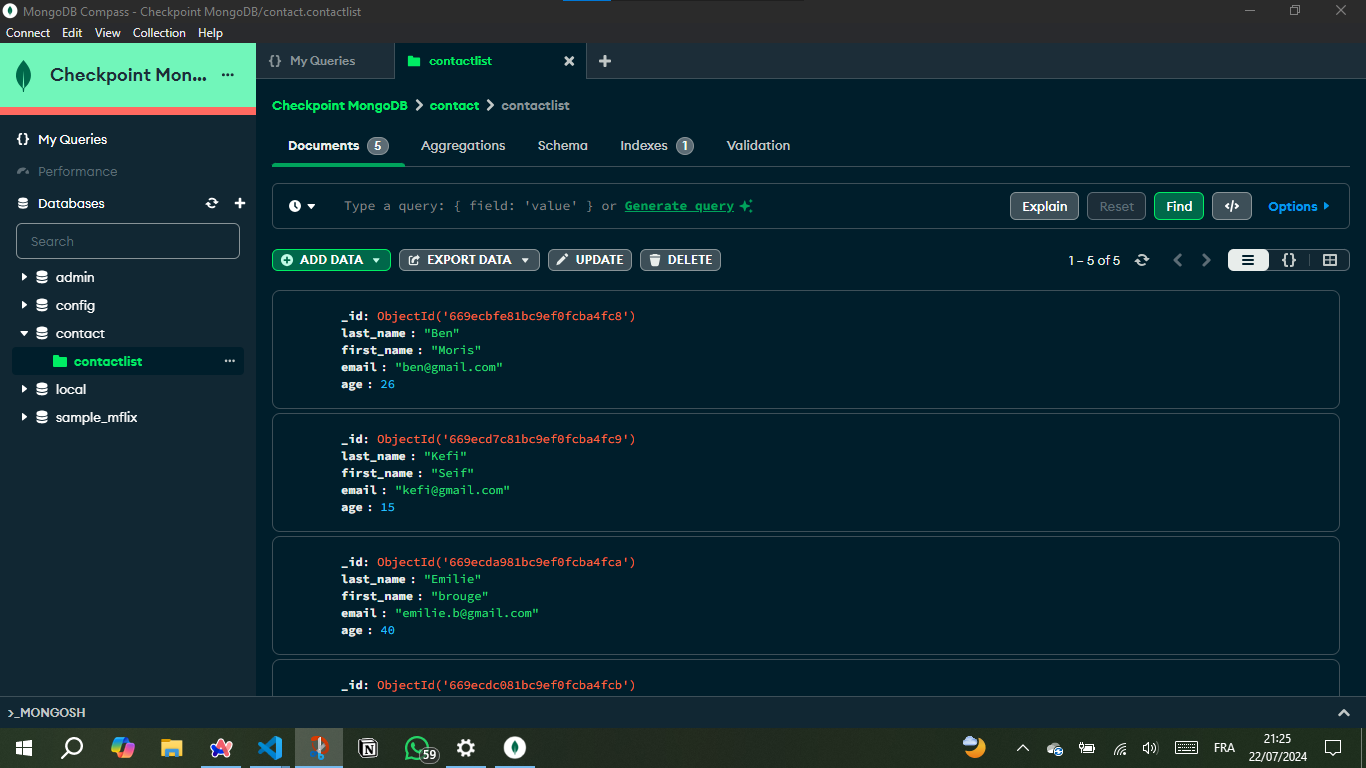 MongoDB Compass - Checkpoint MongoDB/contact.contactlist
Connect Edit View Collection Help
Checkpoint Mon... ...
My Queries
Performance
Databases
Search
admin
config
contact
contactlist ...
local
sample_mflix
{} My Queries
contactlist
Checkpoint MongoDB > contact > contactlist
Documents 5 Aggregations Schema Indexes 1 Validation
Type a query: { field: 'value' } or Generate query
Explain Reset Find </> Options
ADD DATA EXPORT DATA UPDATE DELETE
1 – 5 of 5 {}
_id: ObjectId('669ecbfe81bc9ef0fcba4fc8')
last_name : "Ben"
first_name : "Moris"
email : "ben@gmail.com"
age : 26
_id: ObjectId('669ecd7c81bc9ef0fcba4fc9')
last_name : "Kefi"
first_name : "Seif"
email : "kefi@gmail.com"
age : 15
_id: ObjectId('669ecda981bc9ef0fcba4fca')
last_name : "Emilie"
first_name : "brouge"
email : "emilie.b@gmail.com"
age : 40
_id: ObjectId('669ecdc081bc9ef0fcba4fcb')
>_MONGOSH
59
FRA
21:25
22/07/2024